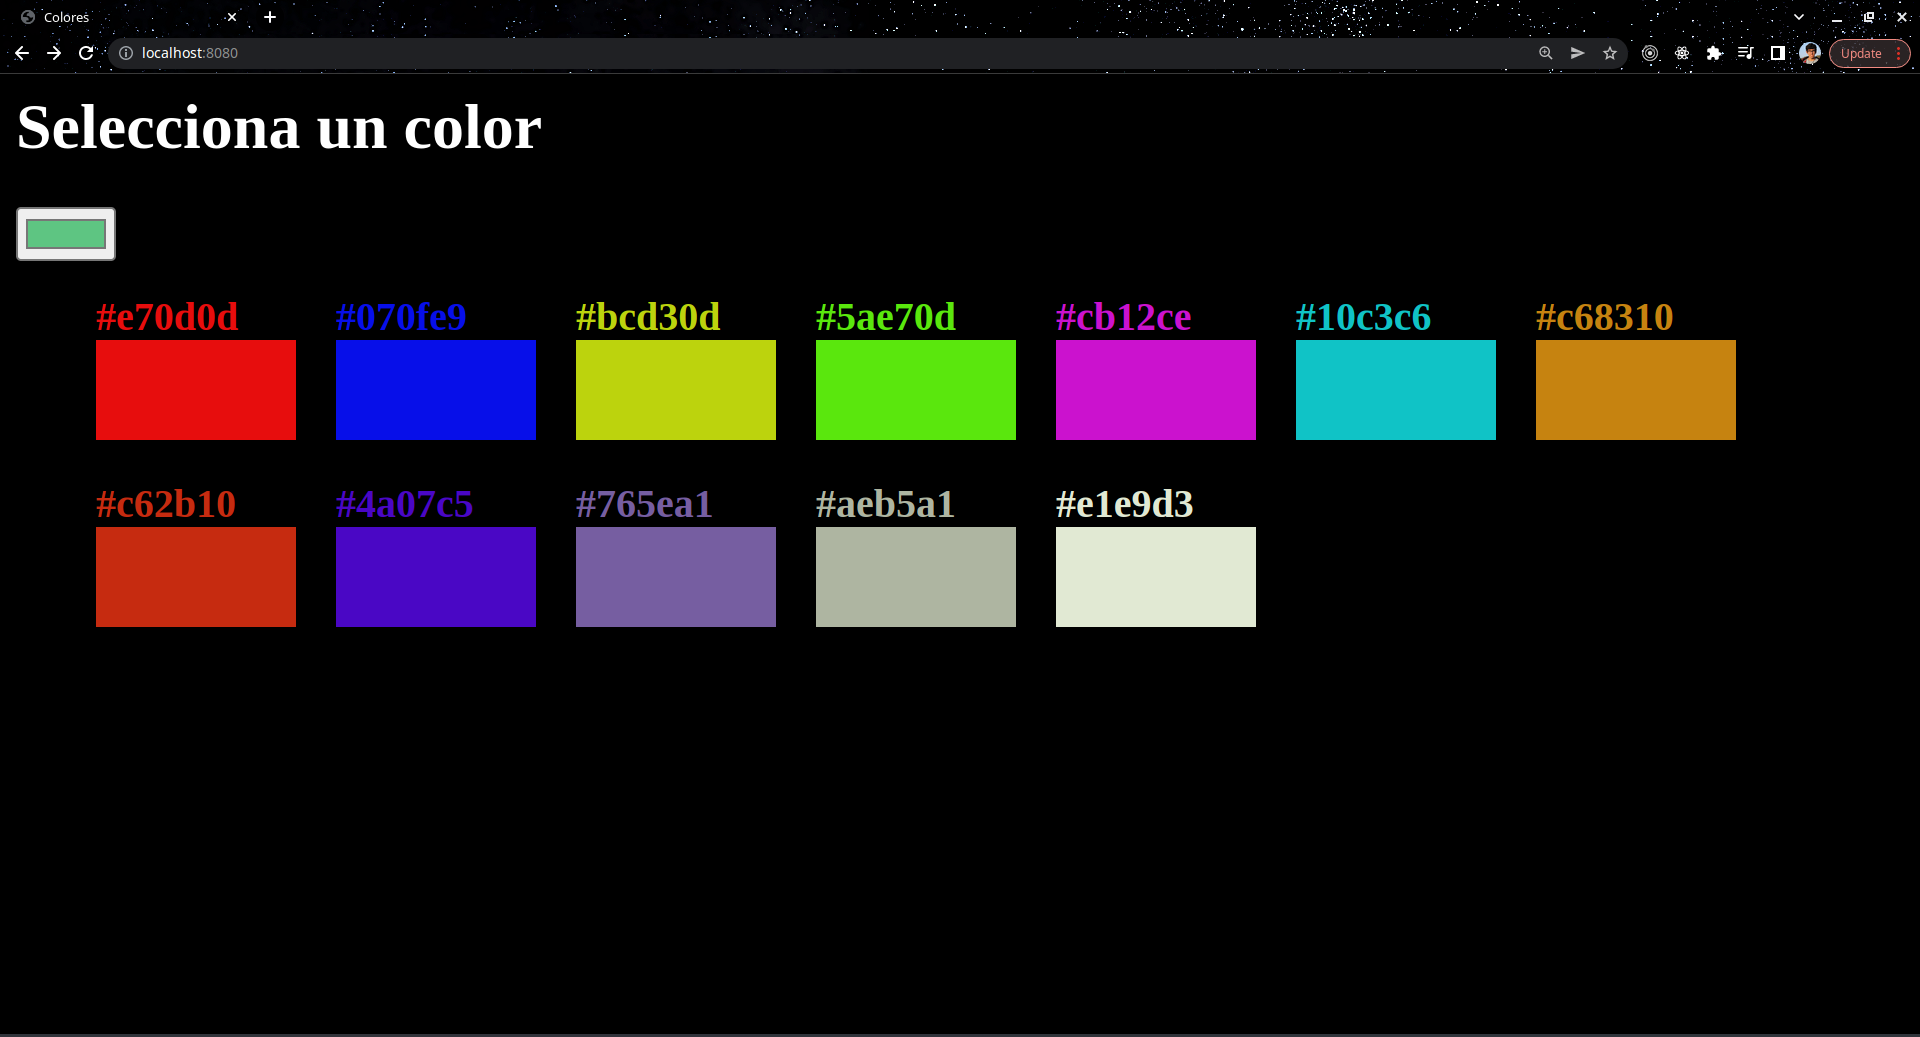 Colores
localhost:8080
Update
Selecciona un color
#e70d0d #070fe9 #bcd30d #5ae70d #cb12ce #10c3c6 #c68310
#c62b10 #4a07c5 #765ea1 #aeb5a1 #e1e9d3